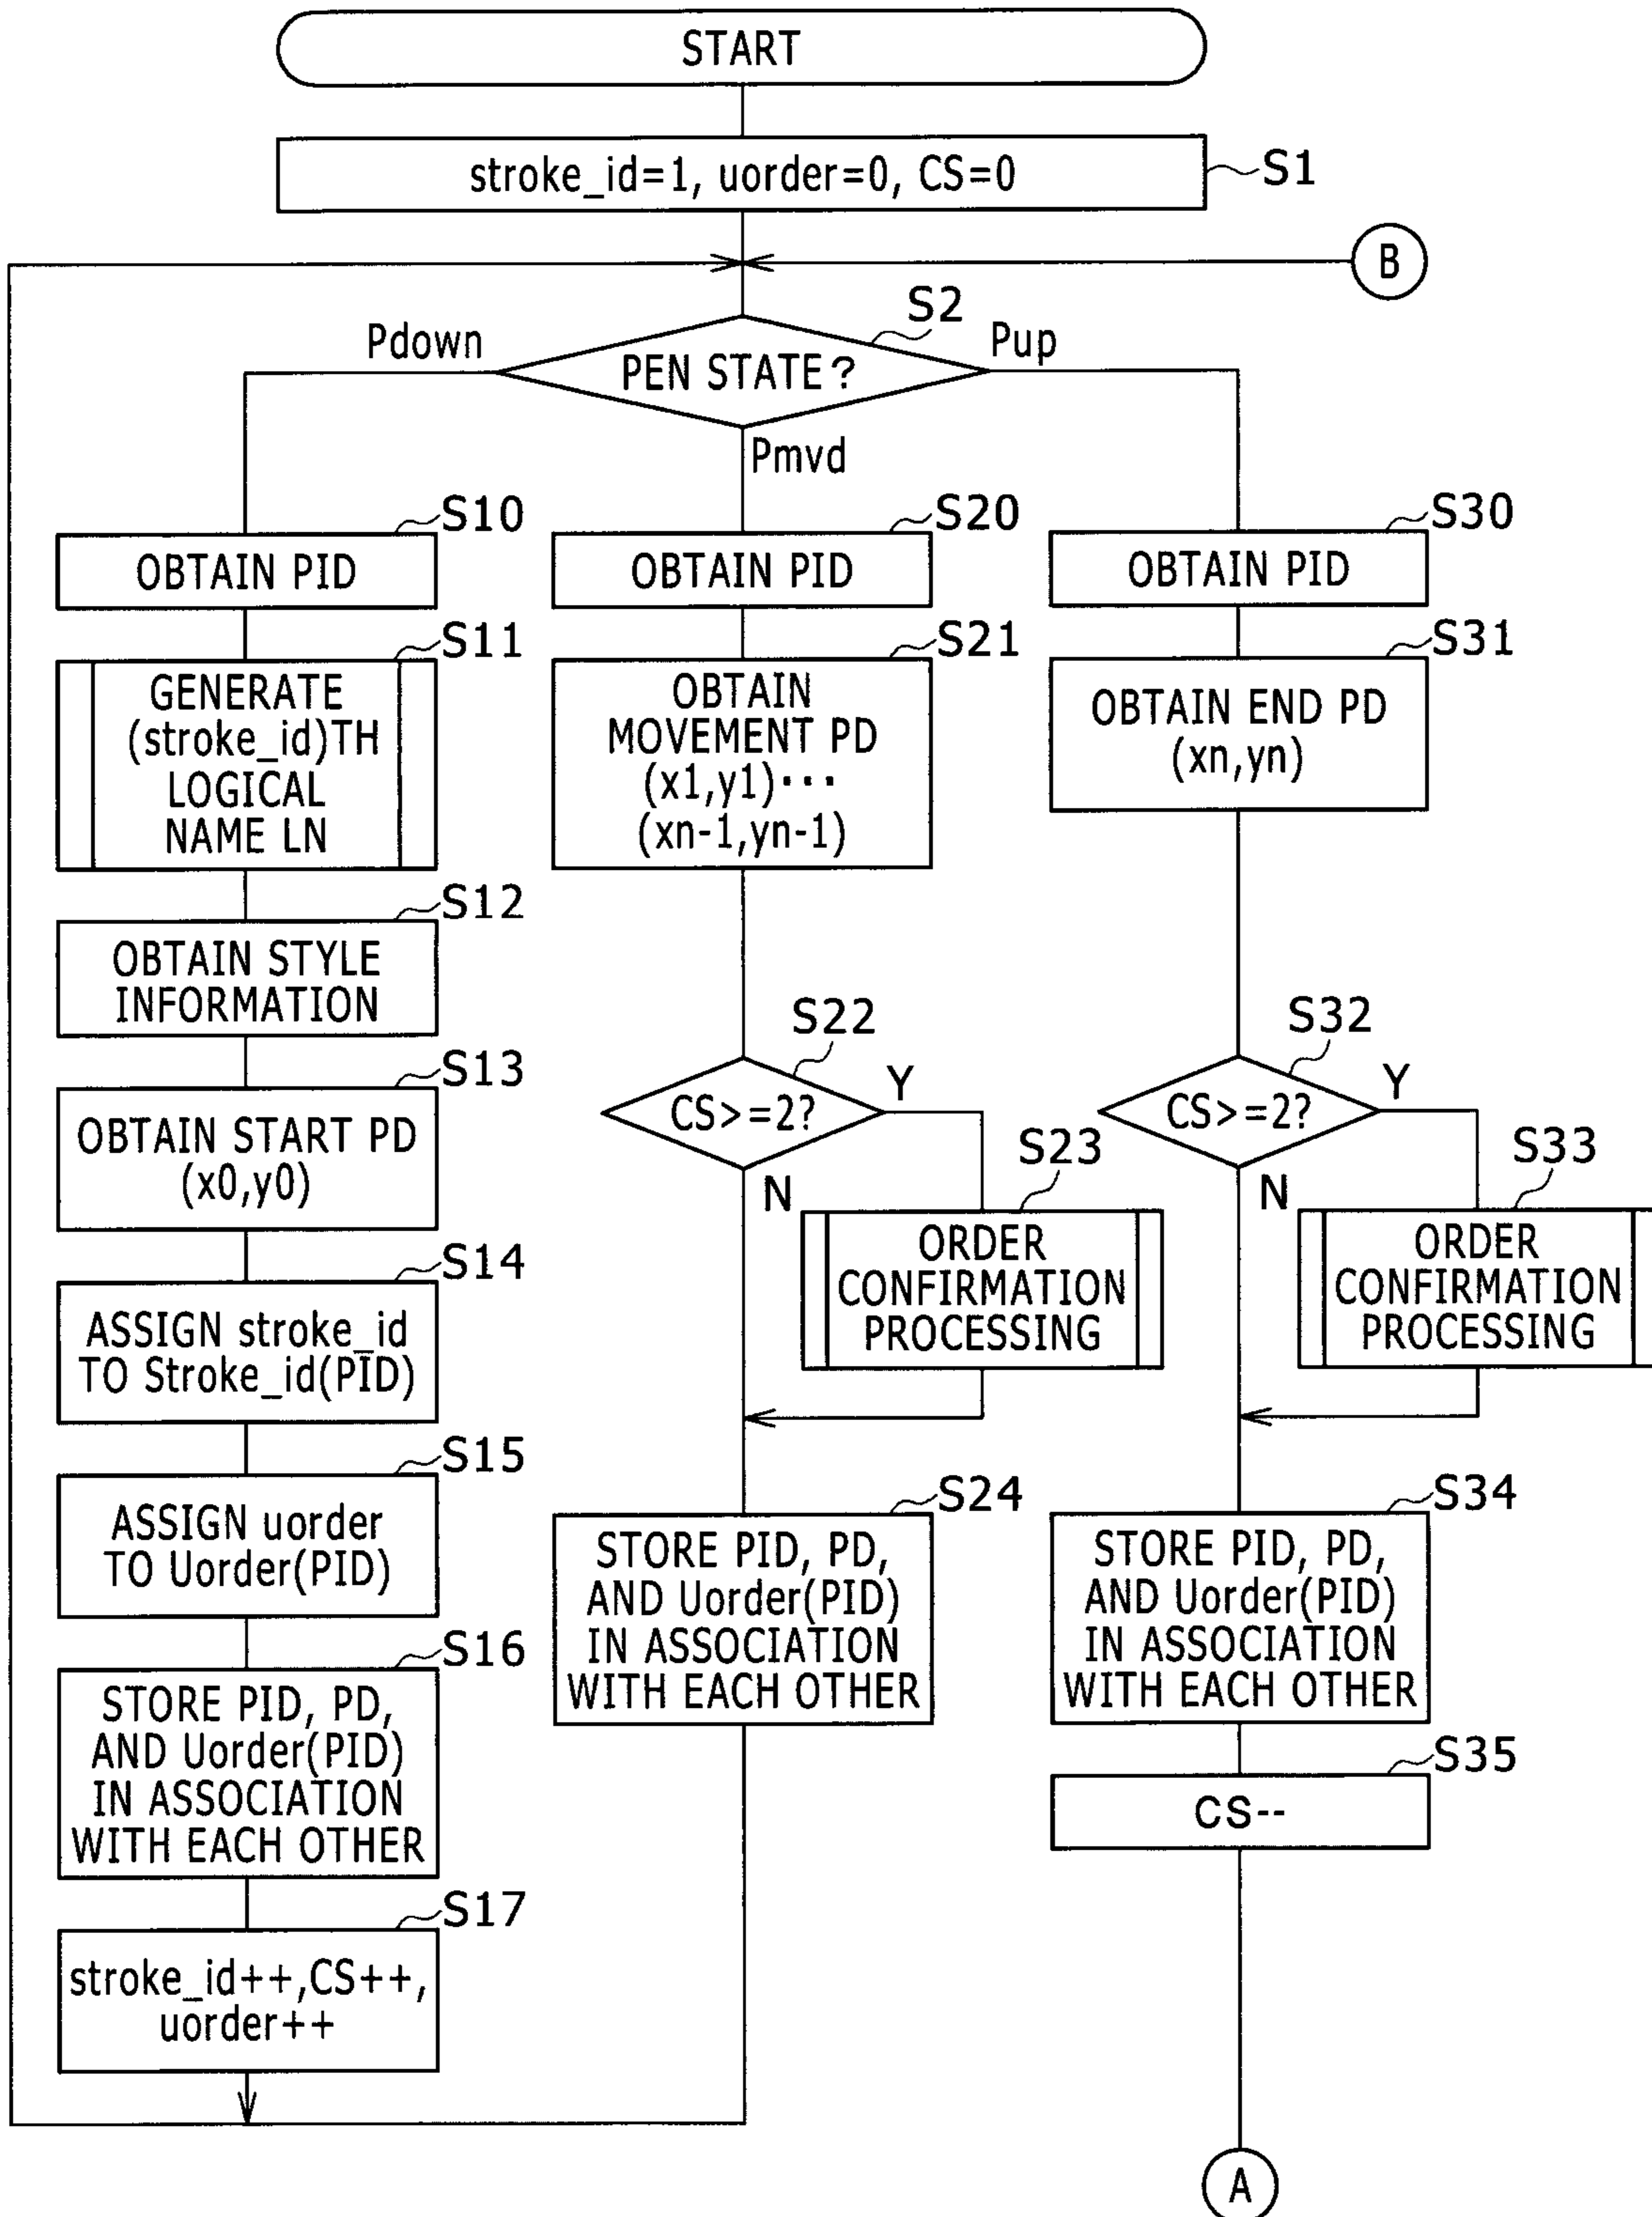 START
stroke_id=1, uorder=0, CS=0
S1
B
S2
Pdown
PEN STATE?
Pup
Pmvd
S10
OBTAIN PID
S11
GENERATE
(stroke_id)TH
LOGICAL
NAME LN
S12
OBTAIN STYLE
INFORMATION
S13
OBTAIN START PD
(x0,y0)
S14
ASSIGN stroke_id
TO Stroke_id(PID)
S15
ASSIGN uorder
TO Uorder(PID)
S16
STORE PID, PD,
AND Uorder(PID)
IN ASSOCIATION
WITH EACH OTHER
S17
stroke_id++,CS++,
uorder++
S20
OBTAIN PID
S21
OBTAIN
MOVEMENT PD
(x1,y1)···
(xn-1,yn-1)
S22
CS>=2?
Y
N
S23
ORDER
CONFIRMATION
PROCESSING
S24
STORE PID, PD,
AND Uorder(PID)
IN ASSOCIATION
WITH EACH OTHER
S30
OBTAIN PID
S31
OBTAIN END PD
(xn,yn)
S32
CS>=2?
Y
N
S33
ORDER
CONFIRMATION
PROCESSING
S34
STORE PID, PD,
AND Uorder(PID)
IN ASSOCIATION
WITH EACH OTHER
S35
CS--
A